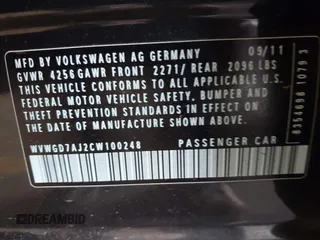 MFD BY VOLKSWAGEN AG GERMANY 09/11
GVWR 4256 GAWR FRONT 2271/ REAR 2096 LBS
THIS VEHICLE CONFORMS TO ALL APPLICABLE U.S.
FEDERAL MOTOR VEHICLE SAFETY, BUMPER AND
THEFT PREVENTION STANDARDS IN EFFECT ON
THE DATE OF MANUFACTURE SHOWN ABOVE
WVWGD7AJ2CW100248 PASSENGER CAR
DREAMBID